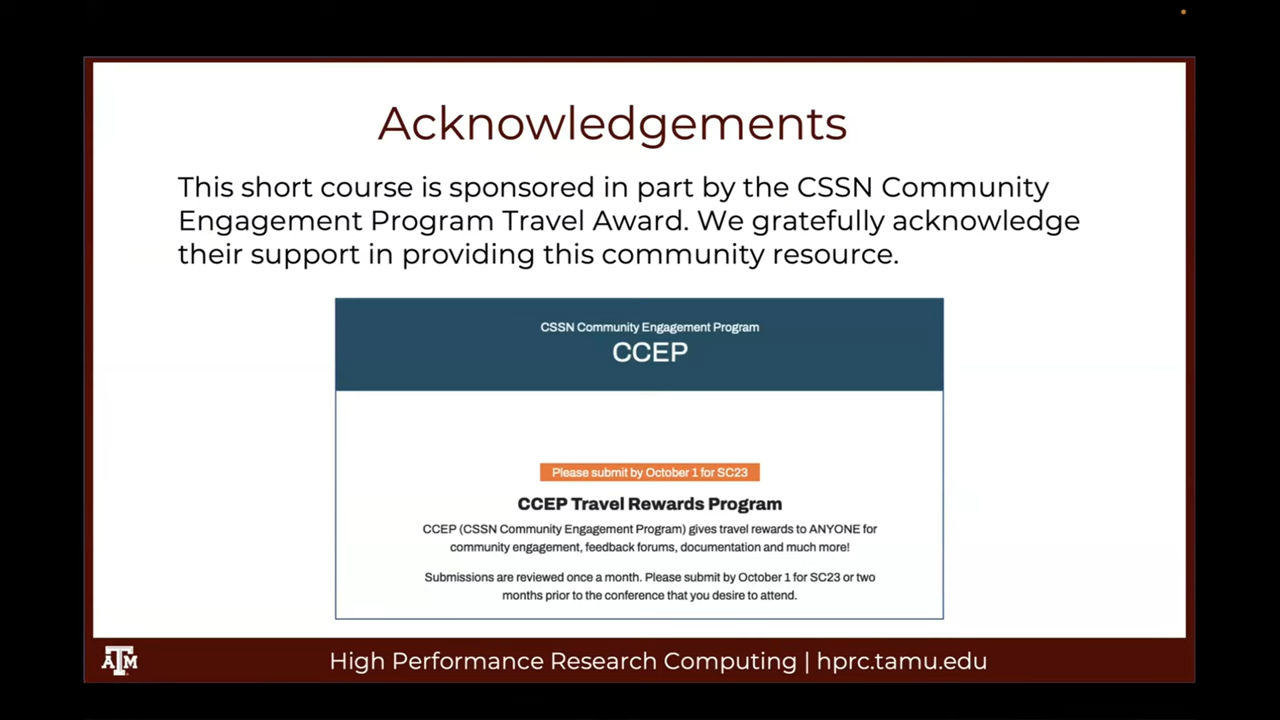 Acknowledgements
This short course is sponsored in part by the CSSN Community
Engagement Program Travel Award. We gratefully acknowledge
their support in providing this community resource.
CSSN Community Engagement Program
CCEP
Please submit by October 1 for SC23
CCEP Travel Rewards Program
CCEP (CSSN Community Engagement Program) gives travel rewards to ANYONE for
community engagement, feedback forums, documentation and much more!
Submissions are reviewed once a month. Please submit by October 1 for SC23 or two
months prior to the conference that you desire to attend.
ATM
High Performance Research Computing | hprc.tamu.edu